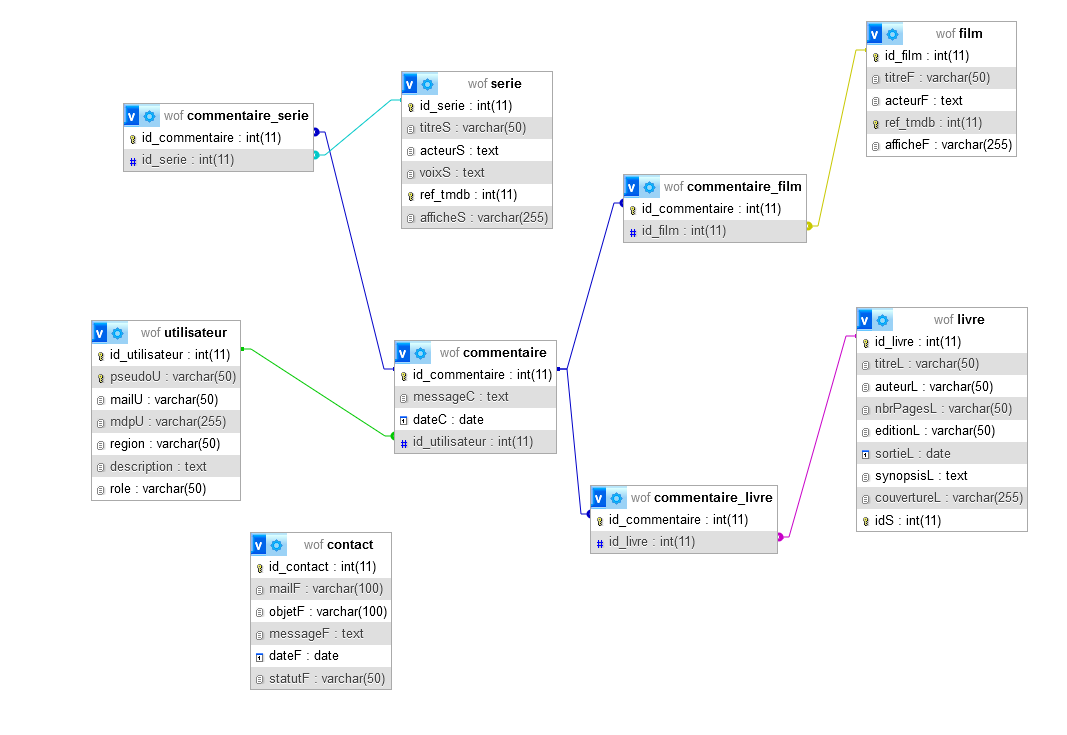 wof commentaire_serie
id_commentaire : int(11)
# id_serie : int(11)
wof serie
id_serie : int(11)
titreS : varchar(50)
acteurS : text
voixS : text
ref_tmdb : int(11)
afficheS : varchar(255)
wof film
id_film : int(11)
titreF : varchar(50)
acteurF : text
ref_tmdb : int(11)
afficheF : varchar(255)
wof commentaire_film
id_commentaire : int(11)
# id_film : int(11)
wof utilisateur
id_utilisateur : int(11)
pseudoU : varchar(50)
mailU : varchar(50)
mdpU : varchar(255)
region : varchar(50)
description : text
role : varchar(50)
wof commentaire
id_commentaire : int(11)
messageC : text
dateC : date
# id_utilisateur : int(11)
wof livre
id_livre : int(11)
titreL : varchar(50)
auteurL : varchar(50)
nbrPagesL : varchar(50)
editionL : varchar(50)
sortieL : date
synopsisL : text
couvertureL : varchar(255)
idS : int(11)
wof commentaire_livre
id_commentaire : int(11)
# id_livre : int(11)
wof contact
id_contact : int(11)
mailF : varchar(100)
objetF : varchar(100)
messageF : text
dateF : date
statutF : varchar(50)